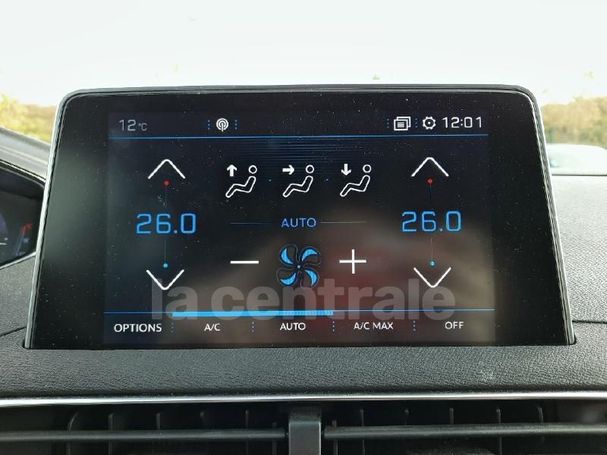 12°C 12:01
26.0 AUTO 26.0
la centrale
OPTIONS A/C AUTO A/C MAX OFF